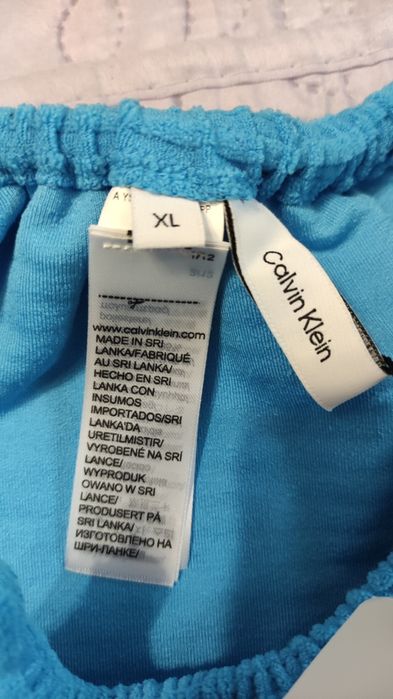 XL
Calvin Klein
www.calvinklein.com
MADE IN SRI
LANKA/FABRIQUÉ
AU SRI LANKA/
HECHO EN SRI
LANKA CON
INSUMOS
IMPORTADOS/SRI
LANKA'DA
URETILMISTIR/
VYROBENÉ NA SRÍ
LANCE/
WYPRODUK
OWANO W SRI
LANCE/
PRODUSERT PÅ
SRI LANKA/
ИЗГОТОВЛЕНО НА
ШРИ-ЛАНКЕ/